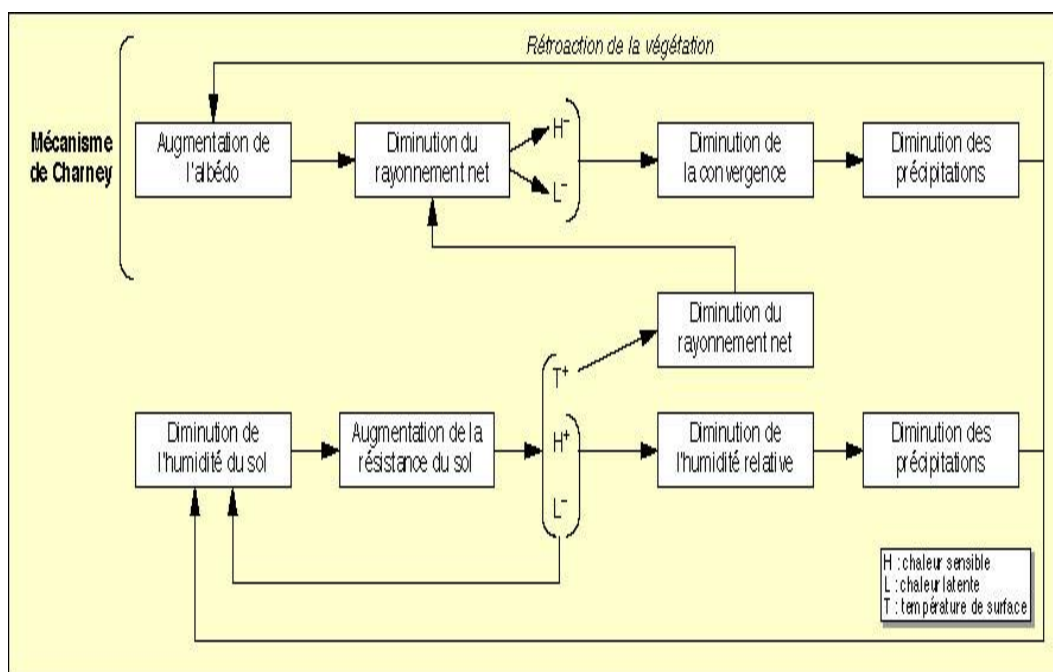 Rétroaction de la végétation
Mécanisme
de Charney
Augmentation de
l'albédo
Diminution du
rayonnement net
H⁻
L⁻
Diminution de
la convergence
Diminution des
précipitations
Diminution du
rayonnement net
T⁺
H⁺
L⁻
Diminution de
l'humidité du sol
Augmentation de la
résistance du sol
Diminution de
l'humidité relative
Diminution des
précipitations
H : chaleur sensible
L : chaleur latente
T : température de surface